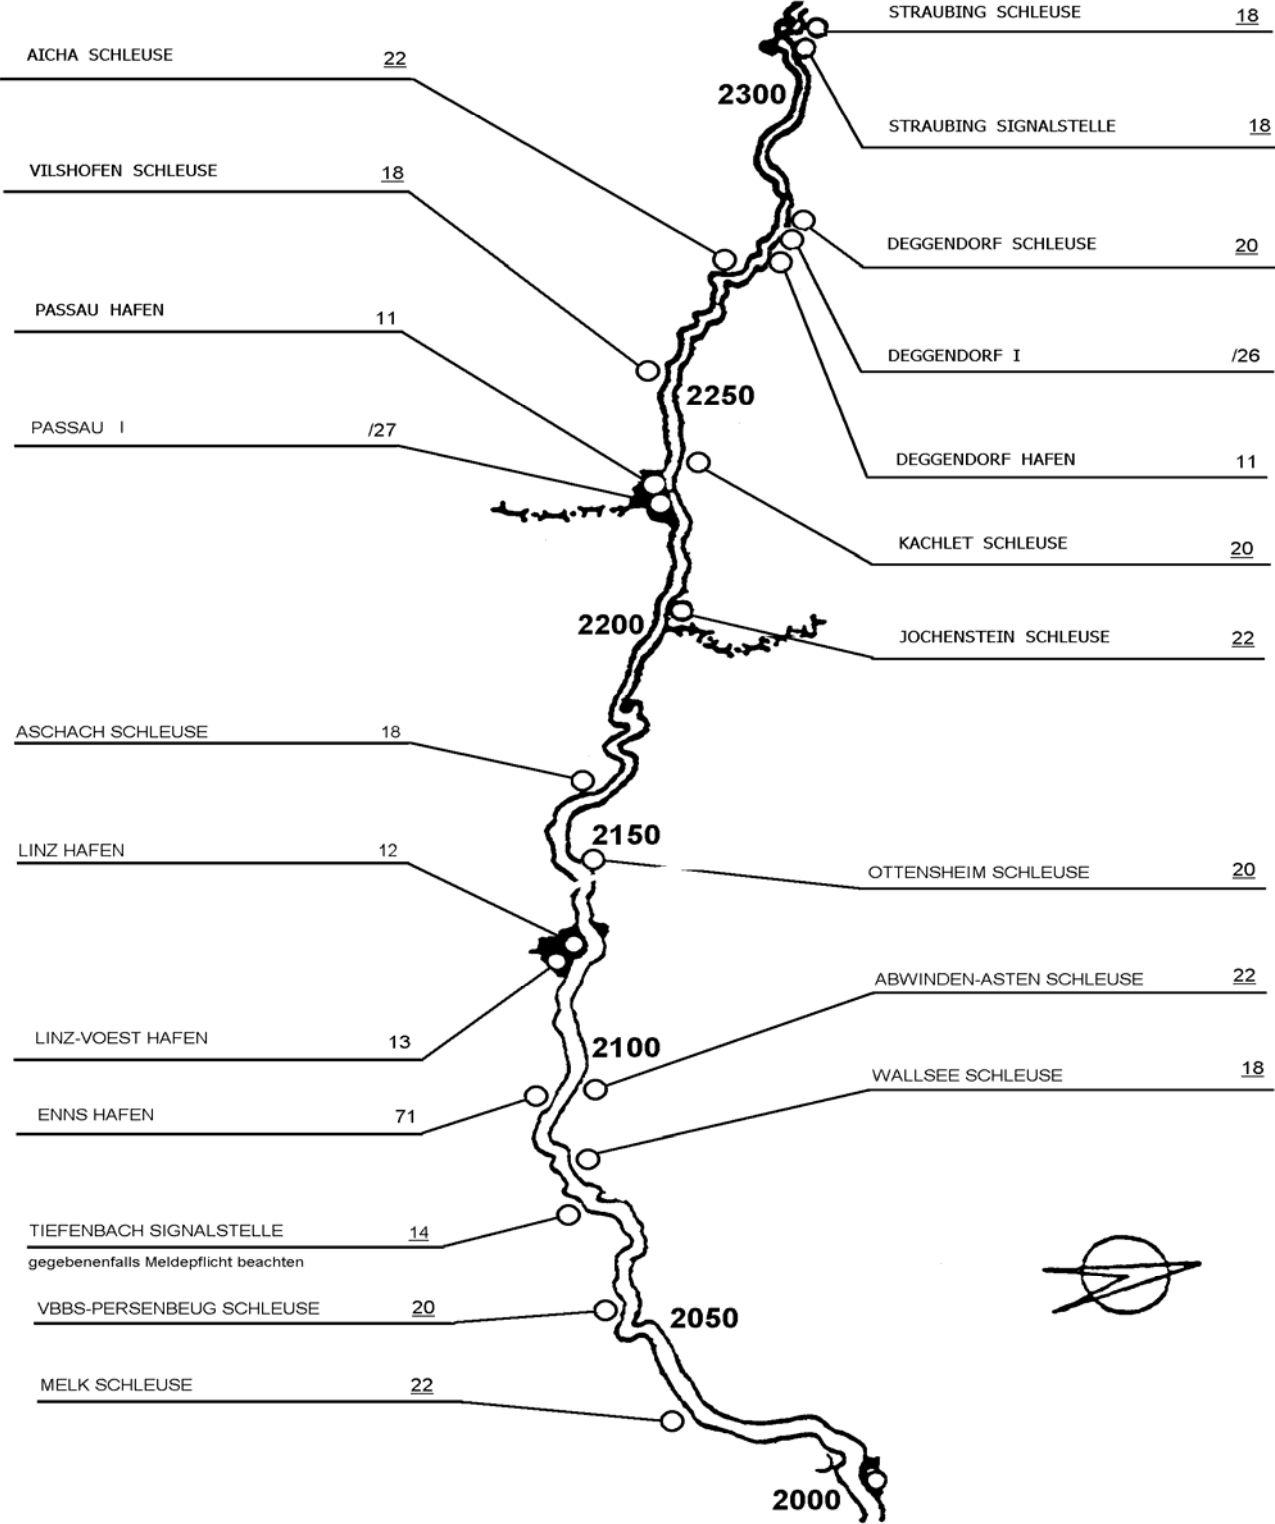 STRAUBING SCHLEUSE 18
AICHA SCHLEUSE 22
2300
STRAUBING SIGNALSTELLE 18
VILSHOFEN SCHLEUSE 18
DEGGENDORF SCHLEUSE 20
PASSAU HAFEN 11
DEGGENDORF I /26
2250
PASSAU I /27
DEGGENDORF HAFEN 11
KACHLET SCHLEUSE 20
2200
JOCHENSTEIN SCHLEUSE 22
ASCHACH SCHLEUSE 18
2150
LINZ HAFEN 12
OTTENSHEIM SCHLEUSE 20
ABWINDEN-ASTEN SCHLEUSE 22
LINZ-VOEST HAFEN 13
2100
WALLSEE SCHLEUSE 18
ENNS HAFEN 71
TIEFENBACH SIGNALSTELLE 14
gegebenenfalls Meldepflicht beachten
VBBS-PERSENBEUG SCHLEUSE 20
2050
MELK SCHLEUSE 22
2000